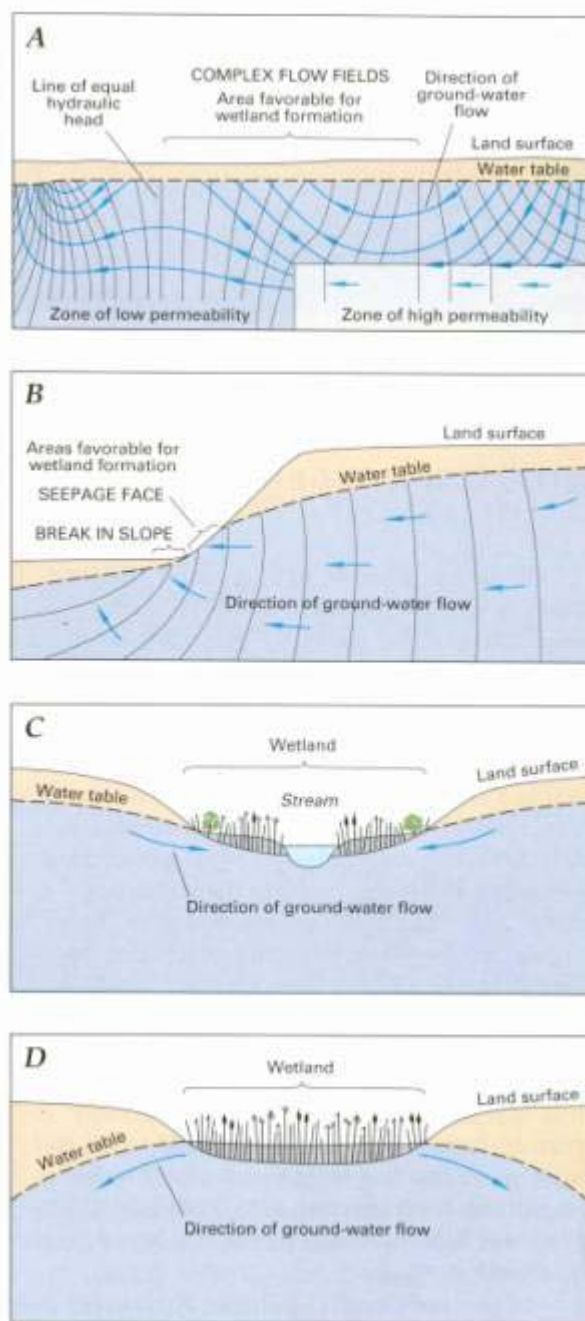 A
COMPLEX FLOW FIELDS
Area favorable for
wetland formation
Line of equal
hydraulic
head
Direction of
ground-water
flow
Land surface
Water table
Zone of low permeability
Zone of high permeability
B
Areas favorable for
wetland formation
SEEPAGE FACE
BREAK IN SLOPE
Land surface
Water table
Direction of ground-water flow
C
Wetland
Stream
Water table
Land surface
Direction of ground-water flow
D
Wetland
Land surface
Water table
Direction of ground-water flow